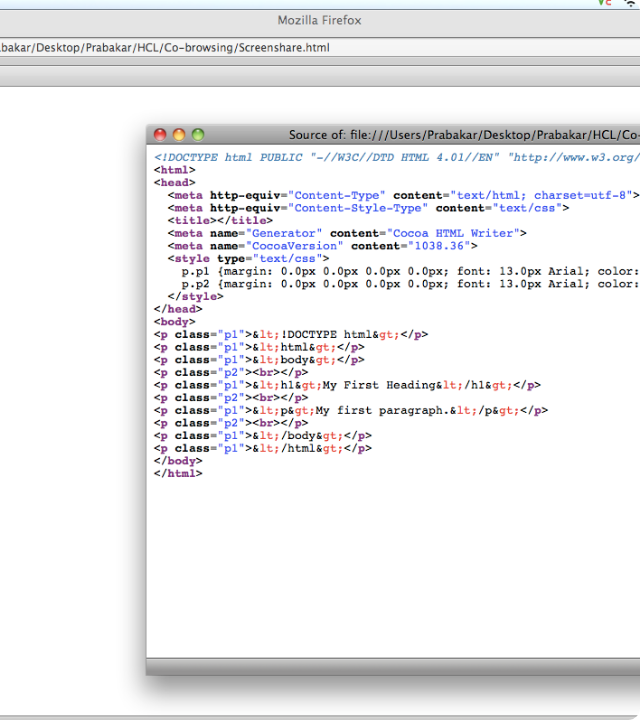 Mozilla Firefox
abakar/Desktop/Prabakar/HCL/Co-browsing/Screenshare.html
Source of: file:///Users/Prabakar/Desktop/Prabakar/HCL/Co-
<!DOCTYPE html PUBLIC "-//W3C//DTD HTML 4.01//EN" "http://www.w3.org/
<html>
<head>
<meta http-equiv="Content-Type" content="text/html; charset=utf-8">
<meta http-equiv="Content-Style-Type" content="text/css">
<title></title>
<meta name="Generator" content="Cocoa HTML Writer">
<meta name="CocoaVersion" content="1038.36">
<style type="text/css">
p.p1 {margin: 0.0px 0.0px 0.0px 0.0px; font: 13.0px Arial; color:
p.p2 {margin: 0.0px 0.0px 0.0px 0.0px; font: 13.0px Arial; color:
</style>
</head>
<body>
<p class="p1">&lt;!DOCTYPE html&gt;</p>
<p class="p1">&lt;html&gt;</p>
<p class="p1">&lt;body&gt;</p>
<p class="p2"><br></p>
<p class="p1">&lt;h1&gt;My First Heading&lt;/h1&gt;</p>
<p class="p2"><br></p>
<p class="p1">&lt;p&gt;My first paragraph.&lt;/p&gt;</p>
<p class="p2"><br></p>
<p class="p1">&lt;/body&gt;</p>
<p class="p1">&lt;/html&gt;</p>
</body>
</html>